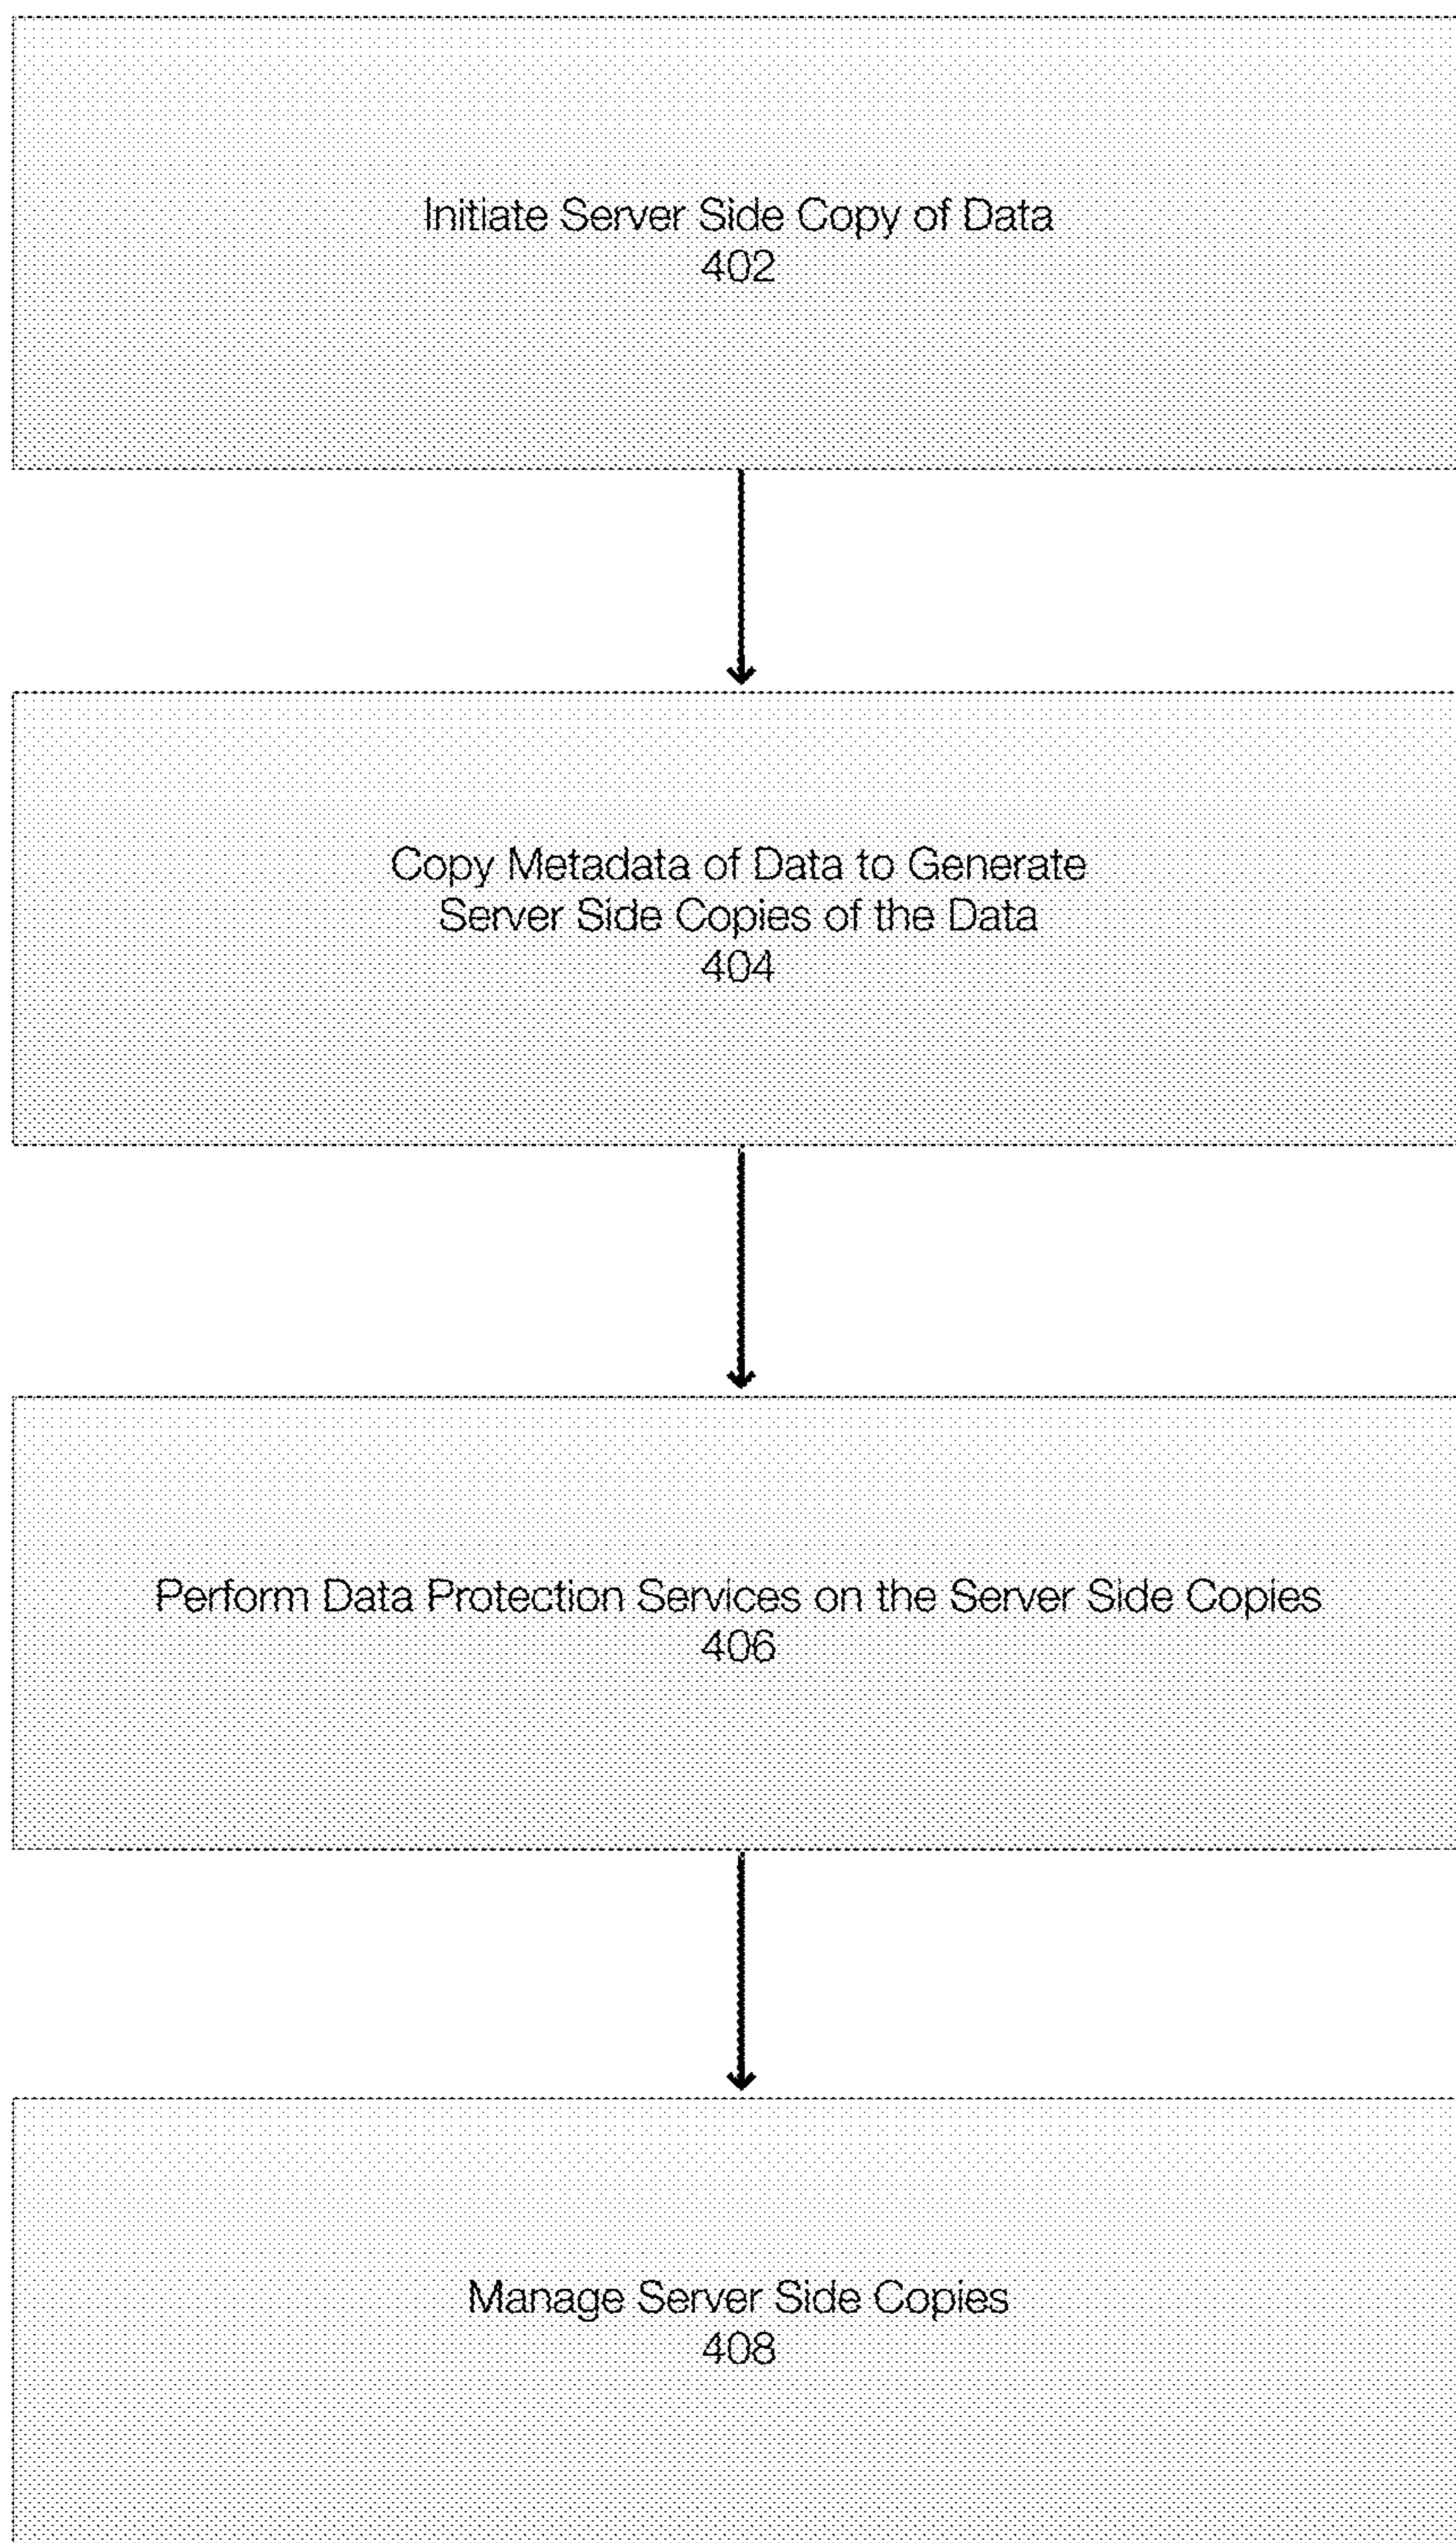 Initiate Server Side Copy of Data
402
Copy Metadata of Data to Generate
Server Side Copies of the Data
404
Perform Data Protection Services on the Server Side Copies
406
Manage Server Side Copies
408